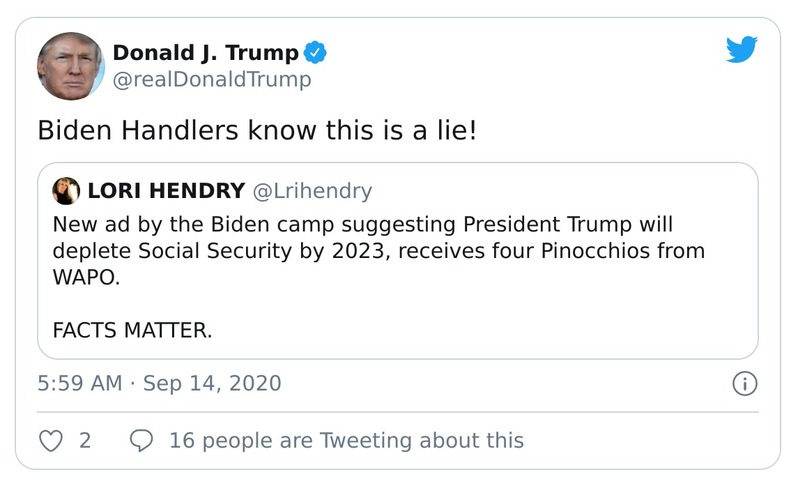 Donald J. Trump
@realDonaldTrump
Biden Handlers know this is a lie!
LORI HENDRY @Lrihendry
New ad by the Biden camp suggesting President Trump will
deplete Social Security by 2023, receives four Pinocchios from
WAPO.
FACTS MATTER.
5:59 AM · Sep 14, 2020
2 16 people are Tweeting about this